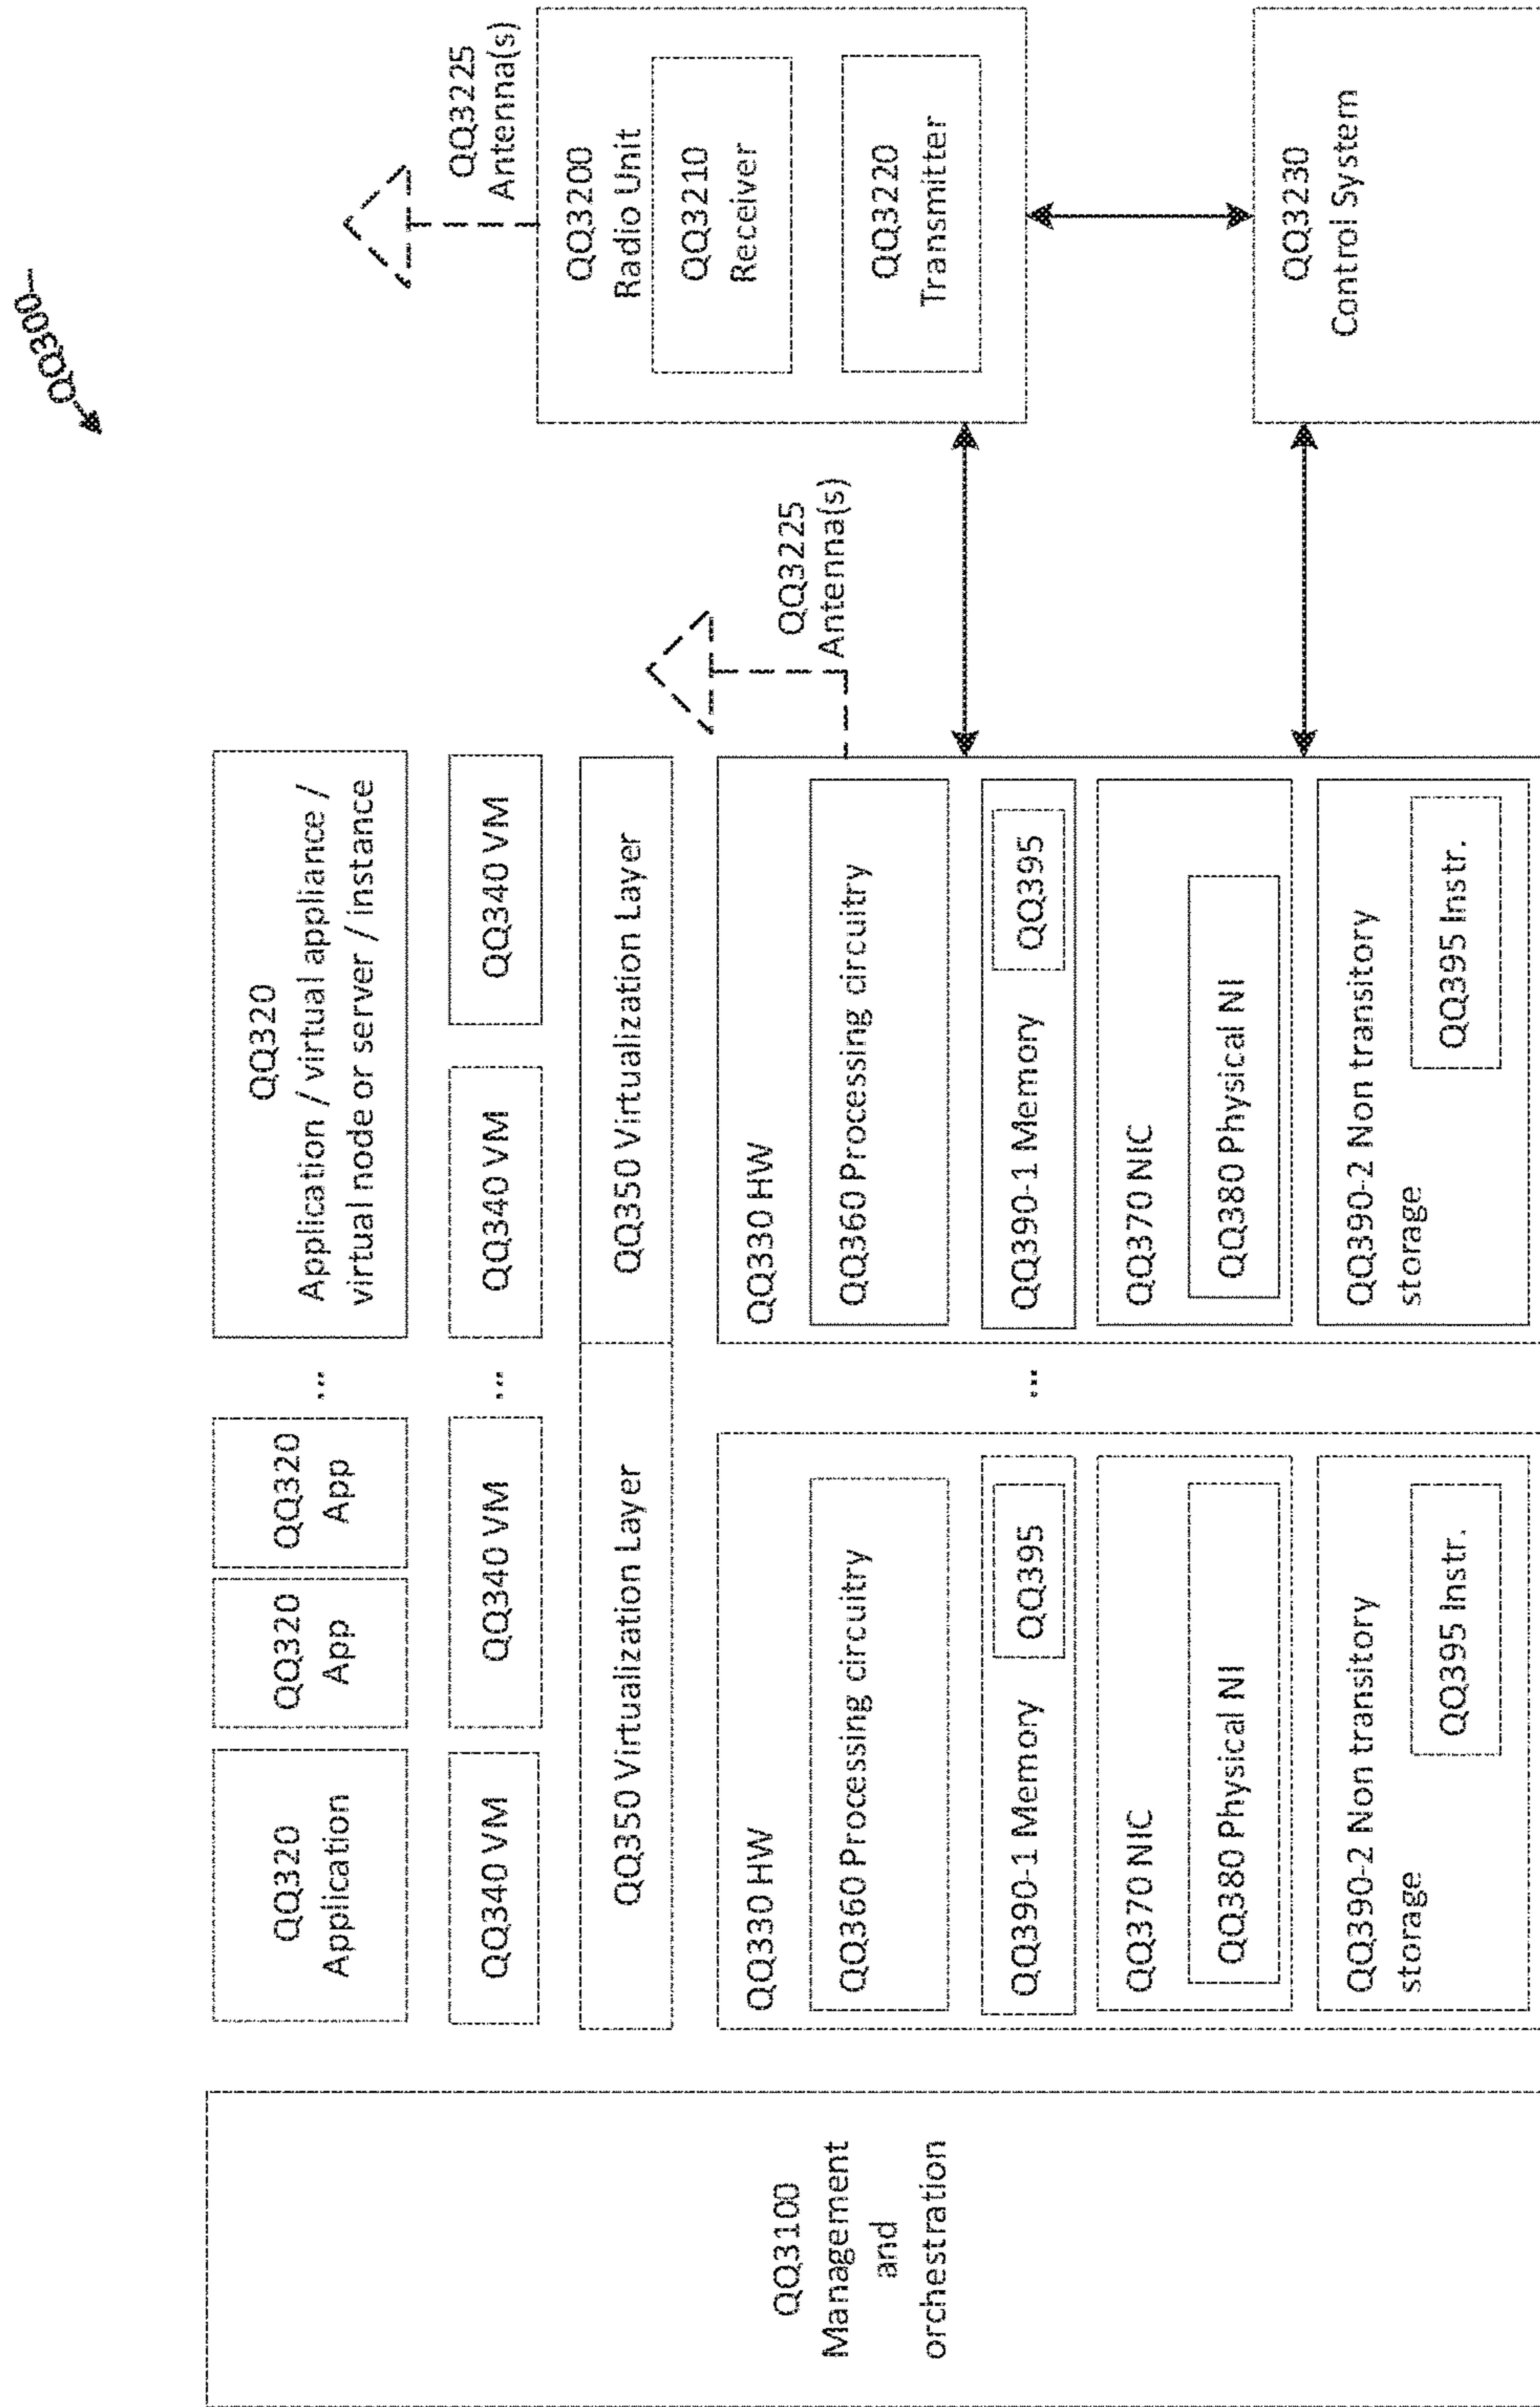 QQ300
QQ3100
Management
and
orchestration
QQ320
Application
QQ320
App
QQ320
App
...
QQ320
Application / virtual appliance /
virtual node or server / instance
QQ340 VM
QQ340 VM
...
QQ340 VM
QQ340 VM
QQ350 Virtualization Layer
QQ350 Virtualization Layer
QQ330 HW
QQ360 Processing circuitry
QQ390-1 Memory
QQ395
QQ370 NIC
QQ380 Physical NI
QQ390-2 Non transitory
storage
QQ395 Instr.
...
QQ330 HW
QQ360 Processing circuitry
QQ390-1 Memory
QQ395
QQ370 NIC
QQ380 Physical NI
QQ390-2 Non transitory
storage
QQ395 Instr.
QQ3225
Antenna(s)
QQ3225
Antenna(s)
QQ3200
Radio Unit
QQ3210
Receiver
QQ3220
Transmitter
QQ3230
Control System